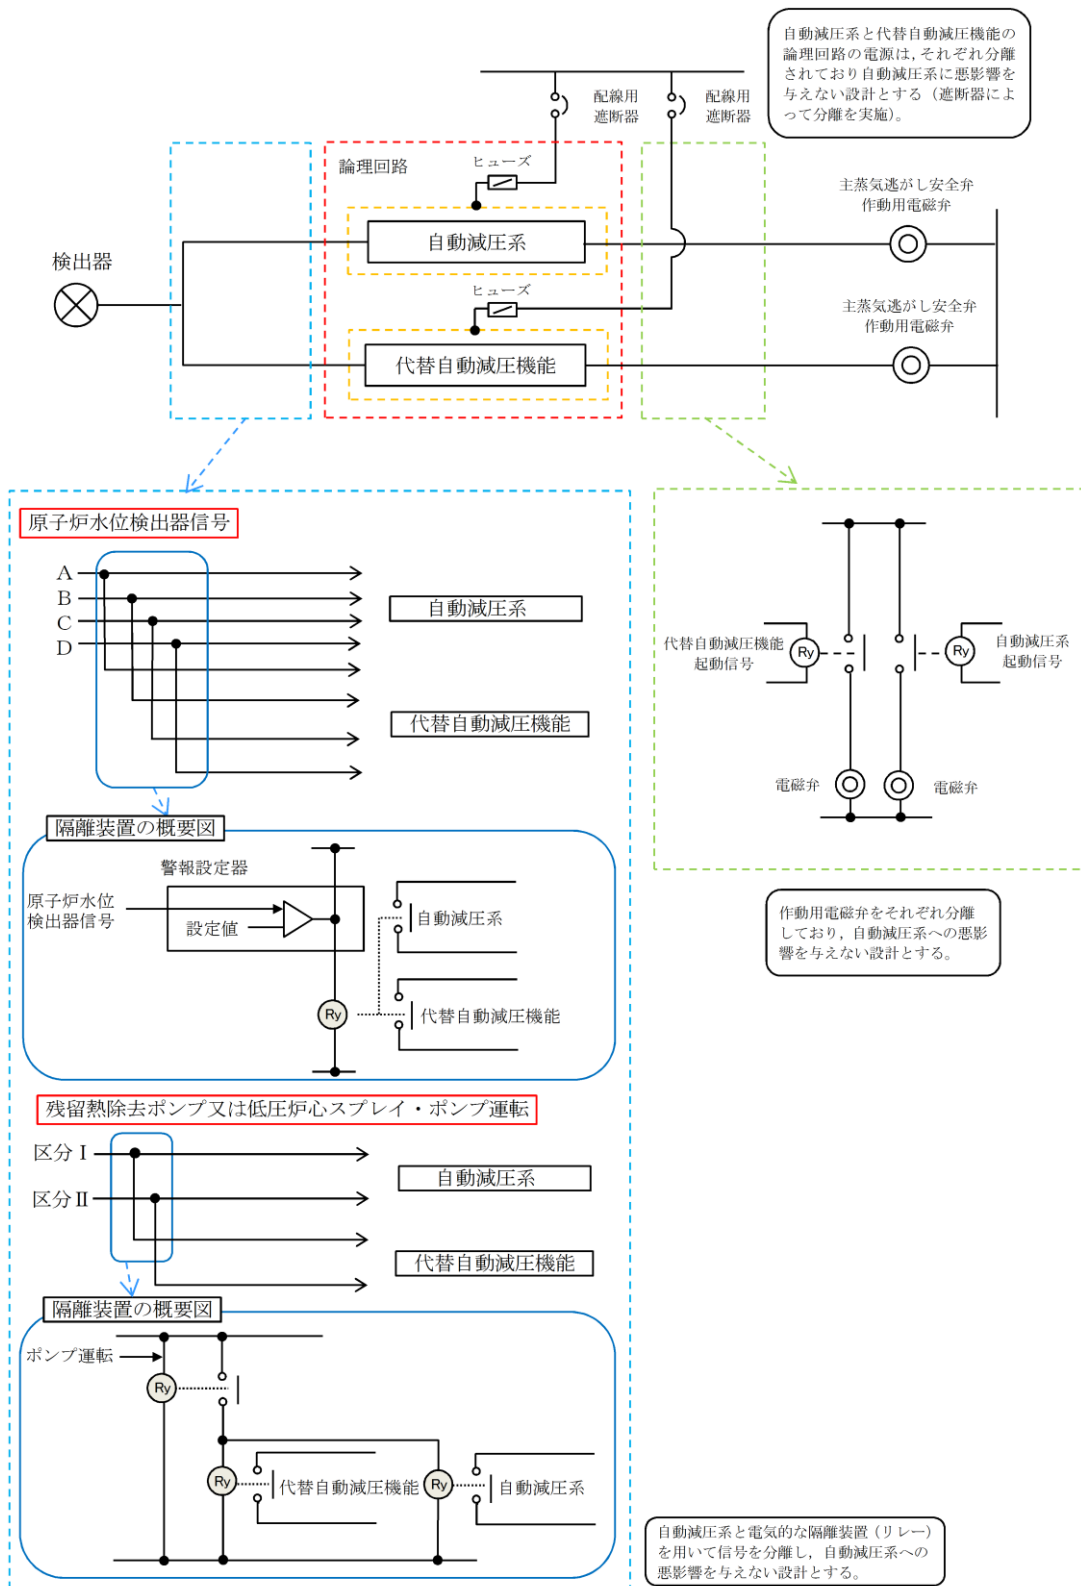 自動減圧系と代替自動減圧機能の
論理回路の電源は，それぞれ分離
されており自動減圧系に悪影響を
与えない設計とする（遮断器によ
って分離を実施）。
配線用
遮断器
配線用
遮断器
論理回路
ヒューズ
自動減圧系
ヒューズ
代替自動減圧機能
検出器
主蒸気逃がし安全弁
作動用電磁弁
主蒸気逃がし安全弁
作動用電磁弁
原子炉水位検出器信号
A
B
C
D
自動減圧系
代替自動減圧機能
隔離装置の概要図
警報設定器
原子炉水位
検出器信号
設定値
Ry
自動減圧系
代替自動減圧機能
残留熱除去ポンプ又は低圧炉心スプレイ・ポンプ運転
区分Ⅰ
区分Ⅱ
自動減圧系
代替自動減圧機能
隔離装置の概要図
ポンプ運転
Ry
Ry
代替自動減圧機能
Ry
自動減圧系
代替自動減圧機能
起動信号
Ry
Ry
自動減圧系
起動信号
電磁弁
電磁弁
作動用電磁弁をそれぞれ分離
しており，自動減圧系への悪影
響を与えない設計とする。
自動減圧系と電気的な隔離装置（リレー）
を用いて信号を分離し，自動減圧系への
悪影響を与えない設計とする。